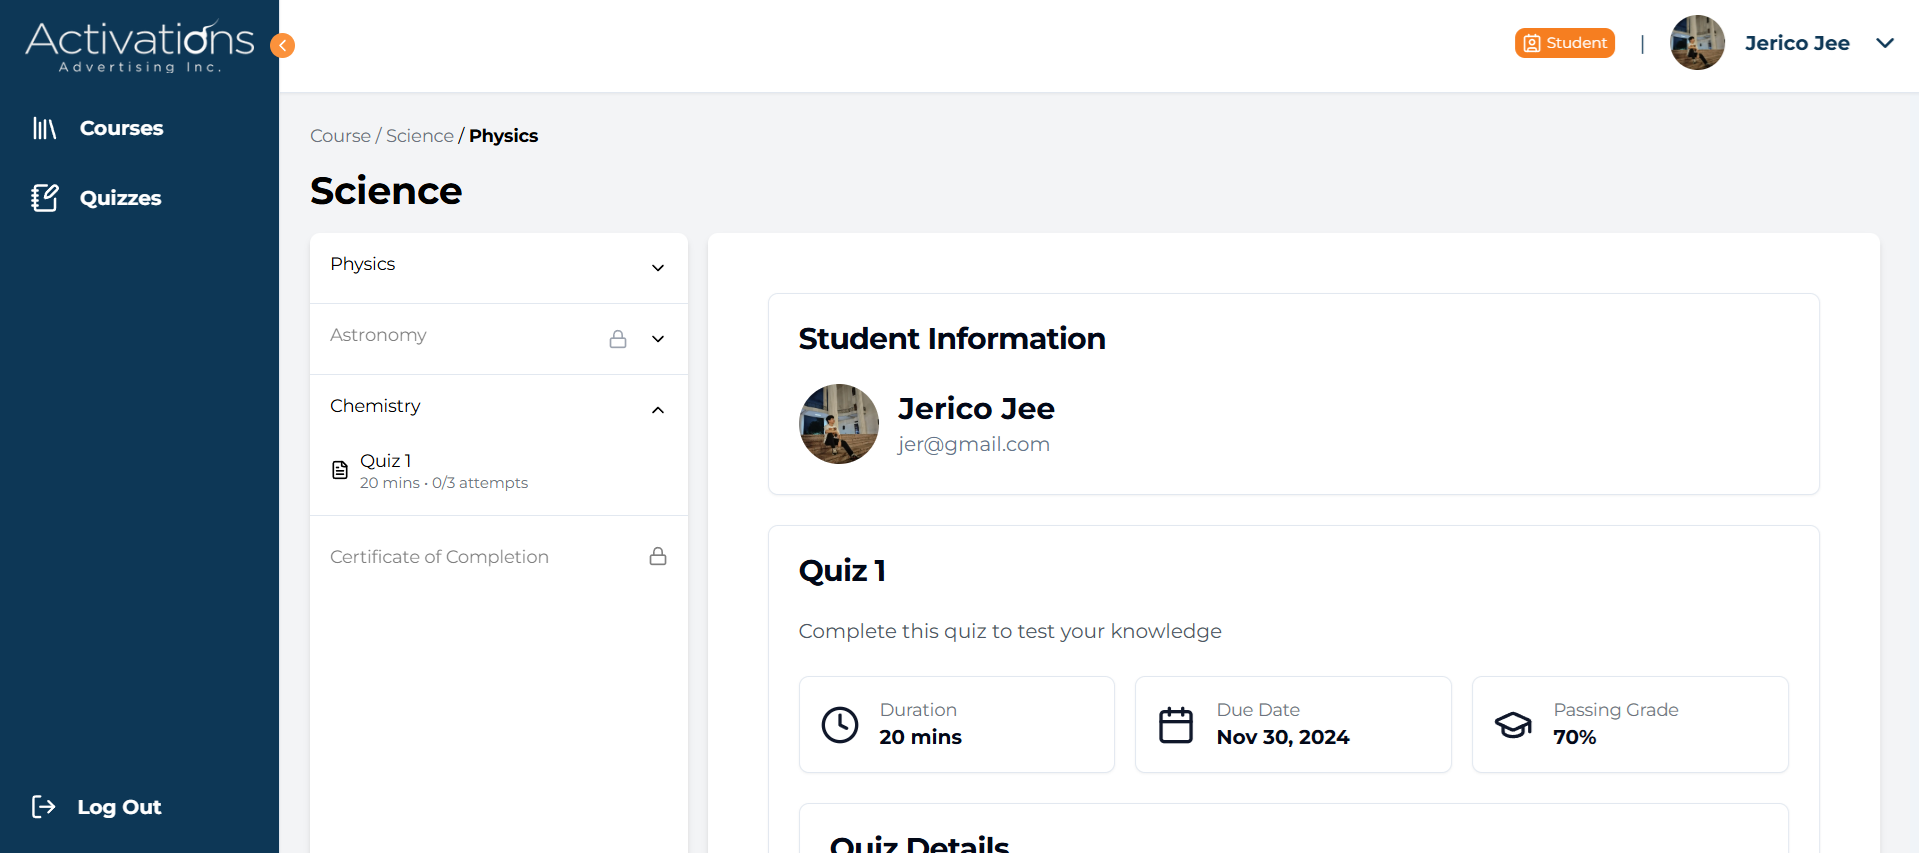 Activations
Advertising Inc.
Courses
Quizzes
Log Out
Student
|
Jerico Jee
Course / Science / Physics
Science
Physics
Astronomy
Chemistry
Quiz 1
20 mins • 0/3 attempts
Certificate of Completion
Student Information
Jerico Jee
jer@gmail.com
Quiz 1
Complete this quiz to test your knowledge
Duration
20 mins
Due Date
Nov 30, 2024
Passing Grade
70%
Quiz Details